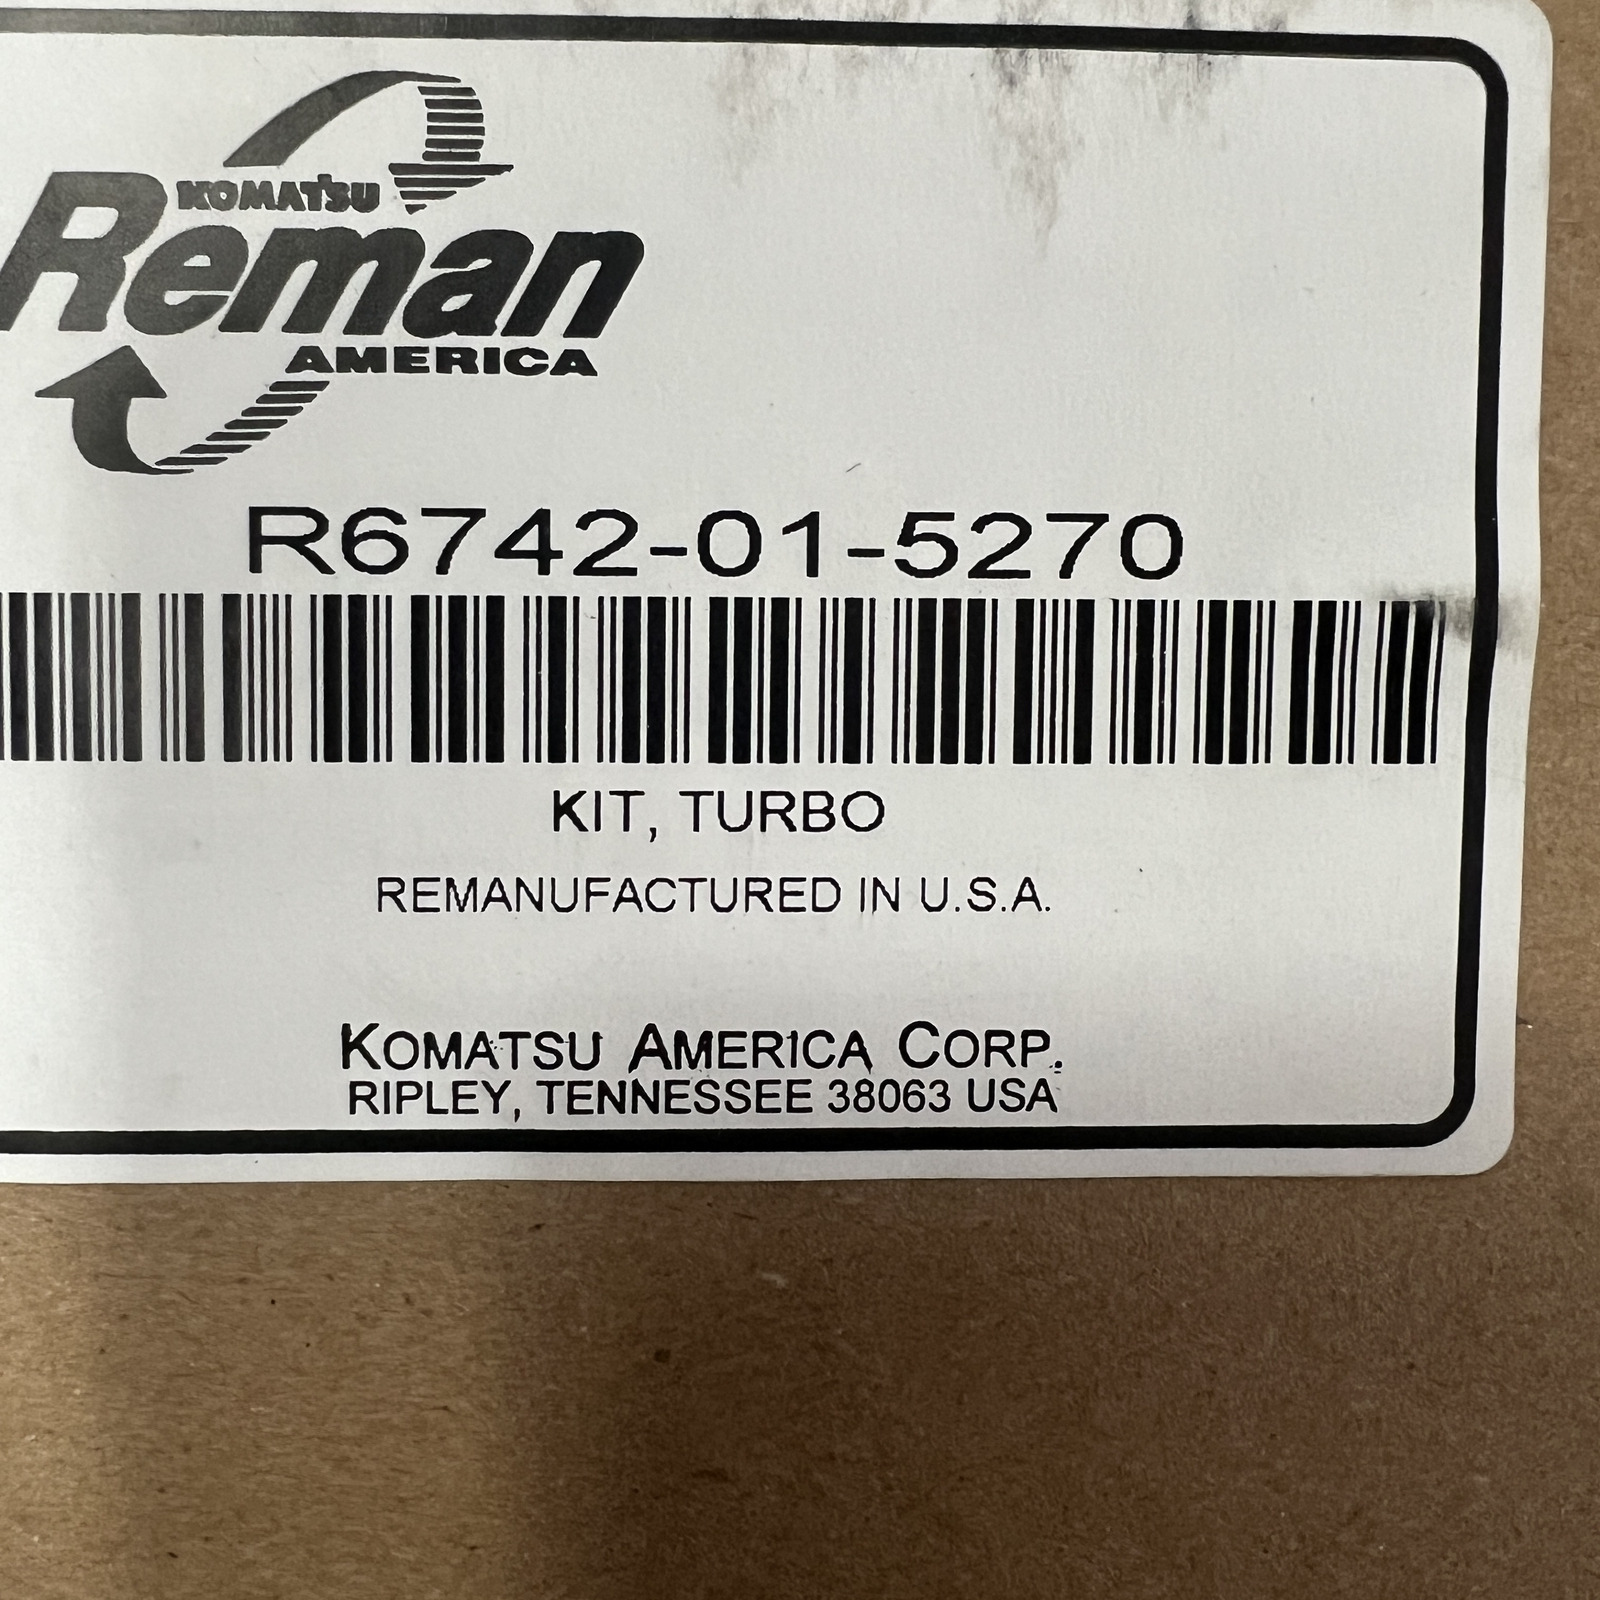 KOMATSU
Reman
AMERICA
R6742-01-5270
KIT, TURBO
REMANUFACTURED IN U.S.A.
KOMATSU AMERICA CORP.
RIPLEY, TENNESSEE 38063 USA